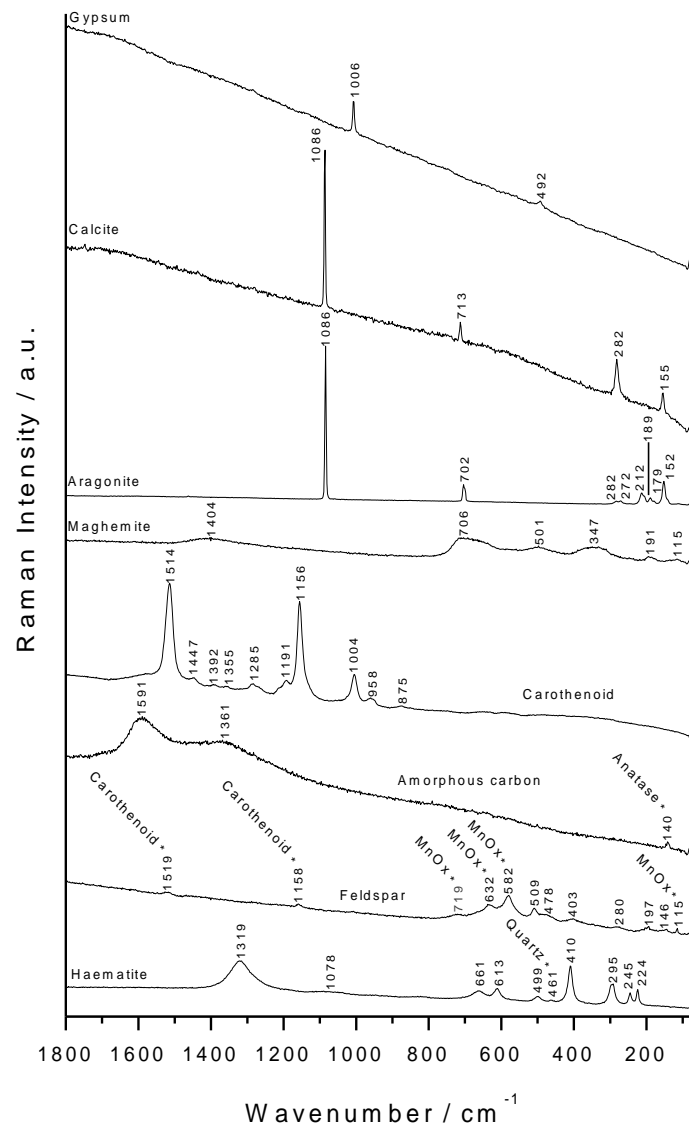 Gypsum
1006
492
1086
Calcite
713
282
155
1086
Aragonite
702
282
272
212
189
179
152
Maghemite
1404
706
501
347
191
115
1514
1447
1392
1355
1285
1191
1156
1004
958
875
Carothenoid
1591
1361
Amorphous carbon
Anatase*
140
Carothenoid*
1519
Carothenoid*
1158
Feldspar
MnOx*
719
MnOx*
632
MnOx*
582
509
478
403
280
197
146
MnOx*
115
Haematite
1319
1078
661
613
499
Quartz*
461
410
295
245
224
1800 1600 1400 1200 1000 800 600 400 200
Wavenumber / cm-1
Raman Intensity / a.u.